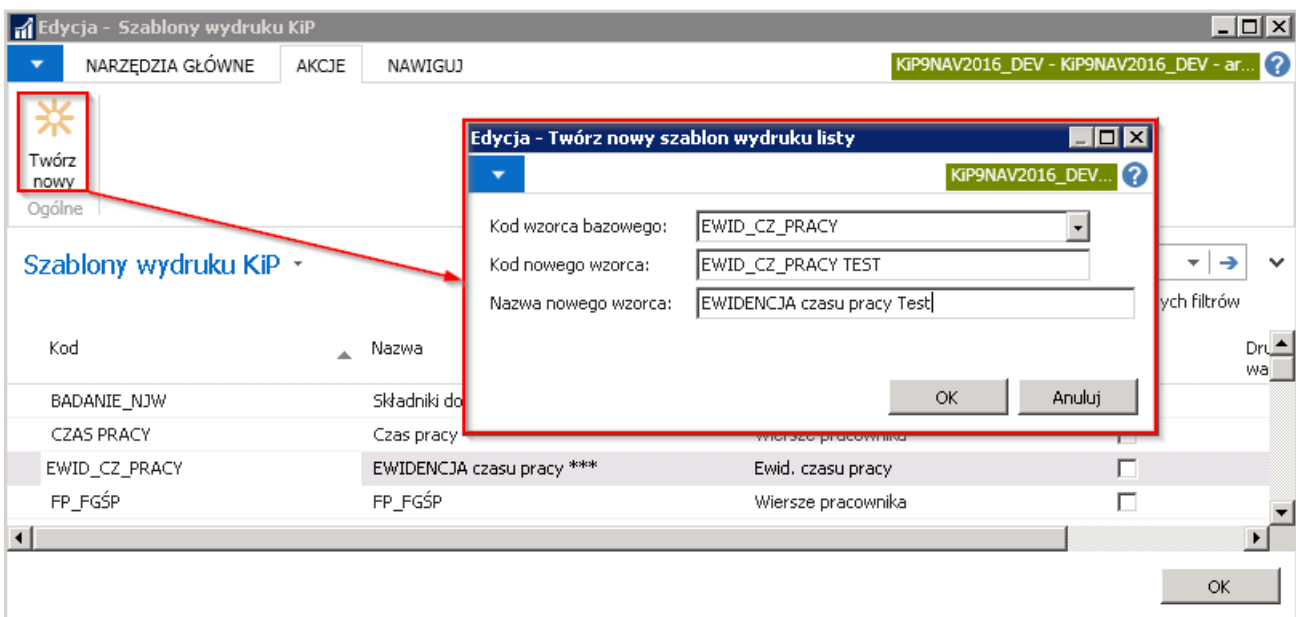 Edycja - Szablony wydruku KiP
NARZĘDZIA GŁÓWNE AKCJE NAWIGUJ KiP9NAV2016_DEV - KiP9NAV2016_DEV - ar... ?
Twórz
nowy
Ogólne
Edycja - Twórz nowy szablon wydruku listy
KiP9NAV2016_DEV... ?
Kod wzorca bazowego: EWID_CZ_PRACY
Kod nowego wzorca: EWID_CZ_PRACY TEST
Nazwa nowego wzorca: EWIDENCJA czasu pracy Test
OK Anuluj
Szablony wydruku KiP
ych filtrów
Kod Nazwa Dru
wa
BADANIE_NJW Składniki do
CZAS PRACY Czas pracy Wiersze pracownika
EWID_CZ_PRACY EWIDENCJA czasu pracy *** Ewid. czasu pracy
FP_FGŚP FP_FGŚP Wiersze pracownika
OK